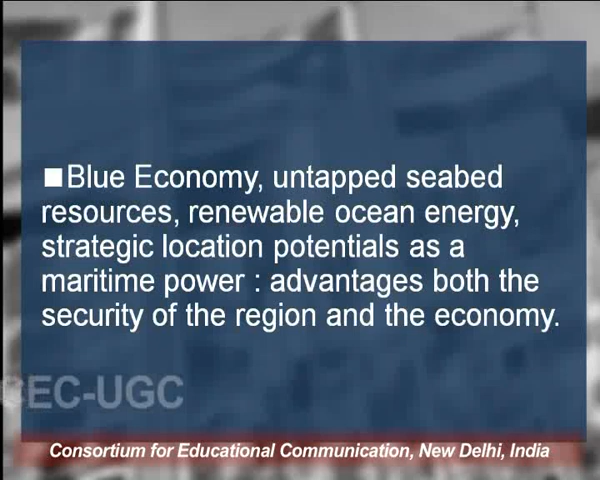 ■Blue Economy, untapped seabed
resources, renewable ocean energy,
strategic location potentials as a
maritime power : advantages both the
security of the region and the economy.
EC-UGC
Consortium for Educational Communication, New Delhi, India